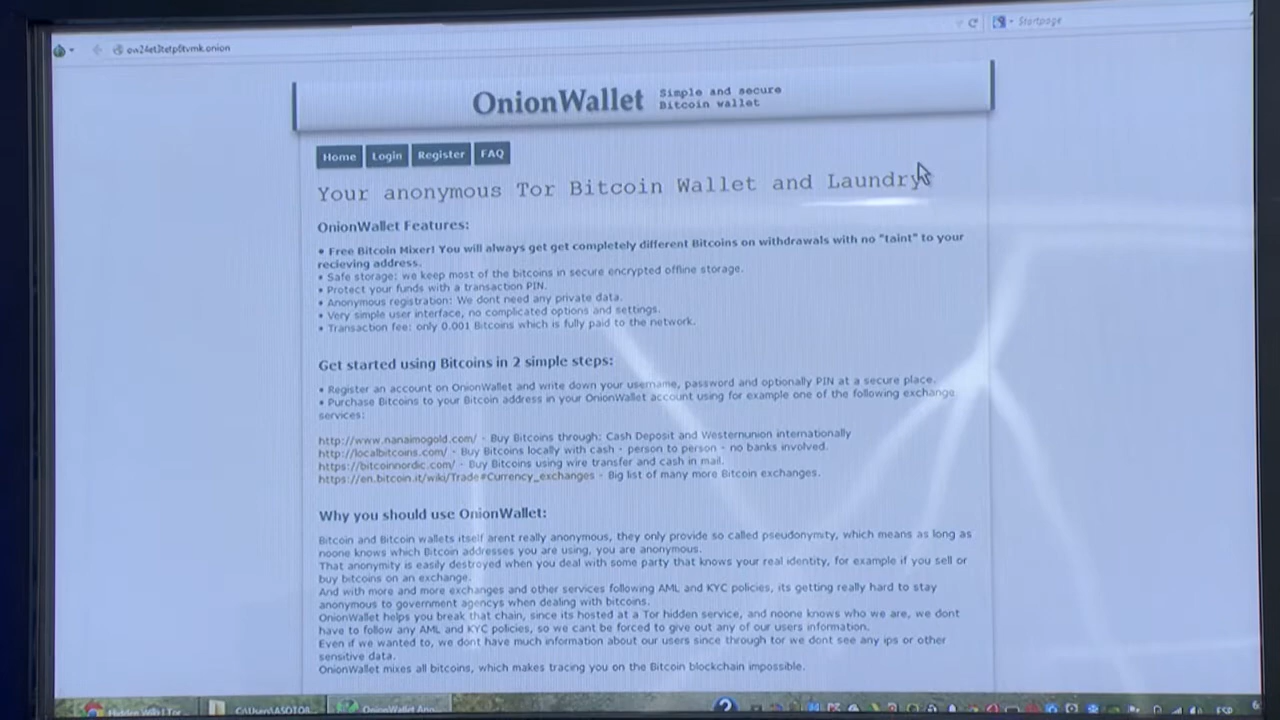 ow24et3tetp6tvmk.onion
Startpage
OnionWallet
Simple and secure
Bitcoin wallet
Home Login Register FAQ
Your anonymous Tor Bitcoin Wallet and Laundry
OnionWallet Features:
• Free Bitcoin Mixer! You will always get get completely different Bitcoins on withdrawals with no "taint" to your
recieving address.
• Safe storage: we keep most of the bitcoins in secure encrypted offline storage.
• Protect your funds with a transaction PIN.
• Anonymous registration: We dont need any private data.
• Very simple user interface, no complicated options and settings.
• Transaction fee: only 0.001 Bitcoins which is fully paid to the network.
Get started using Bitcoins in 2 simple steps:
• Register an account on OnionWallet and write down your username, password and optionally PIN at a secure place.
• Purchase Bitcoins to your Bitcoin address in your OnionWallet account using for example one of the following exchange
services:
http://www.nanaimogold.com/ - Buy Bitcoins through: Cash Deposit and Westernunion internationally
http://localbitcoins.com/ - Buy Bitcoins locally with cash - person to person - no banks involved.
https://bitcoinnordic.com/ - Buy Bitcoins using wire transfer and cash in mail.
https://en.bitcoin.it/wiki/Trade#Currency_exchanges - Big list of many more Bitcoin exchanges.
Why you should use OnionWallet:
Bitcoin and Bitcoin wallets itself arent really anonymous, they only provide so called pseudonymity, which means as long as
noone knows which Bitcoin addresses you are using, you are anonymous.
That anonymity is easily destroyed when you deal with some party that knows your real identity, for example if you sell or
buy bitcoins on an exchange.
And with more and more exchanges and other services following AML and KYC policies, its getting really hard to stay
anonymous to government agencys when dealing with bitcoins.
OnionWallet helps you break that chain, since its hosted at a Tor hidden service, and noone knows who we are, we dont
have to follow any AML and KYC policies, so we cant be forced to give out any of our users information.
Even if we wanted to, we dont have much information about our users since through tor we dont see any ips or other
sensitive data.
OnionWallet mixes all bitcoins, which makes tracing you on the Bitcoin blockchain impossible.
ESP